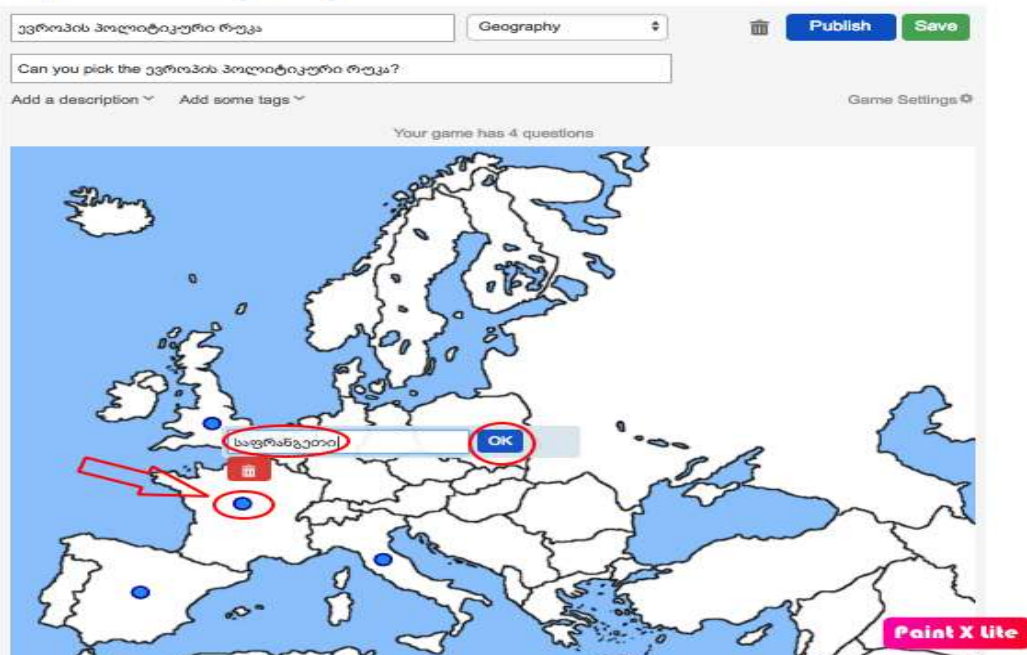 ევროპის პოლიტიკური რუკა Geography Publish Save
Can you pick the ევროპის პოლიტიკური რუკა?
Add a description Add some tags Game Settings
Your game has 4 questions
საფრანგეთი OK
Paint X Lite